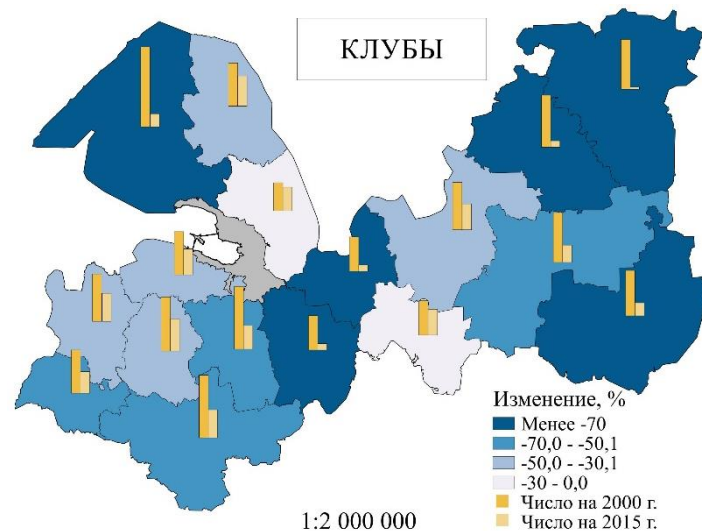 КЛУБЫ
Изменение, %
Менее -70
-70,0 - -50,1
-50,0 - -30,1
-30 - 0,0
Число на 2000 г.
Число на 2015 г.
1:2 000 000